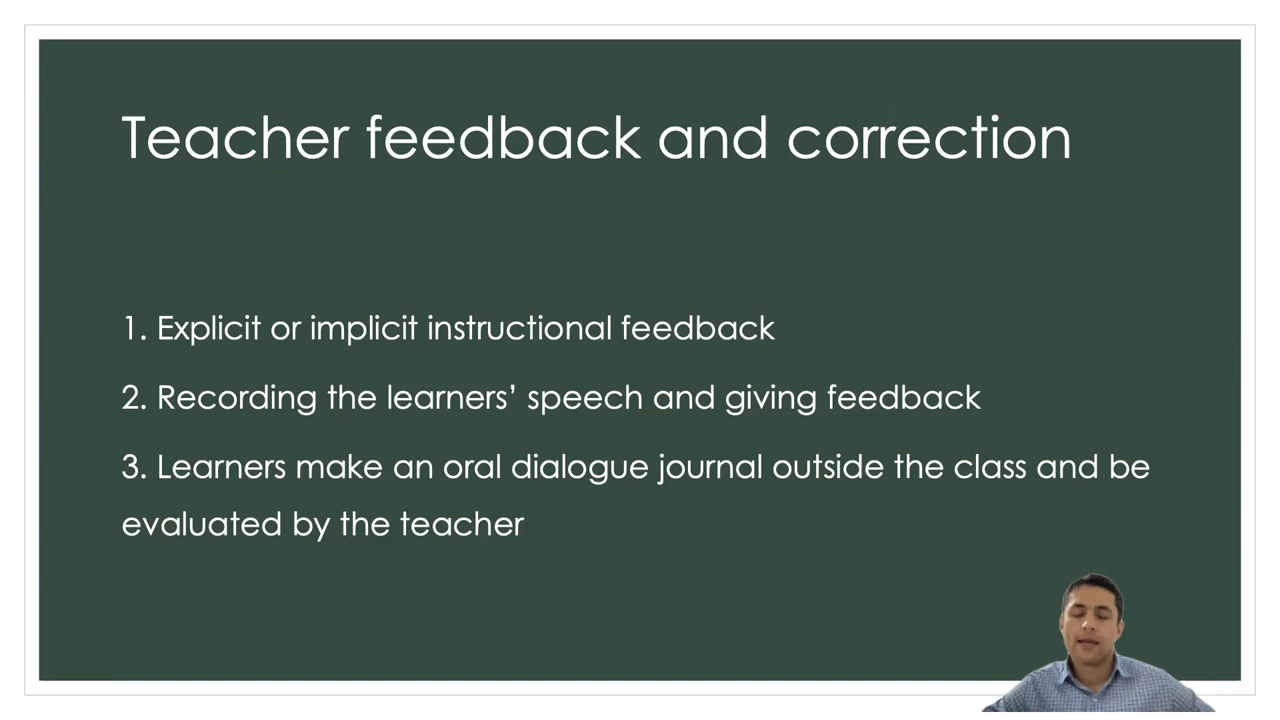 Teacher feedback and correction
1. Explicit or implicit instructional feedback
2. Recording the learners’ speech and giving feedback
3. Learners make an oral dialogue journal outside the class and be
evaluated by the teacher